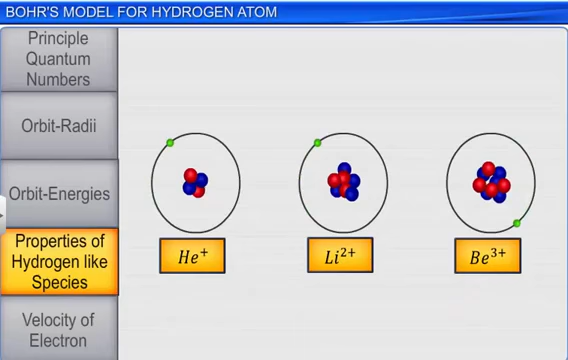 BOHR'S MODEL FOR HYDROGEN ATOM
Principle
Quantum
Numbers
Orbit-Radii
Orbit-Energies
Properties of
Hydrogen like
Species
Velocity of
Electron
He⁺
Li²⁺
Be³⁺